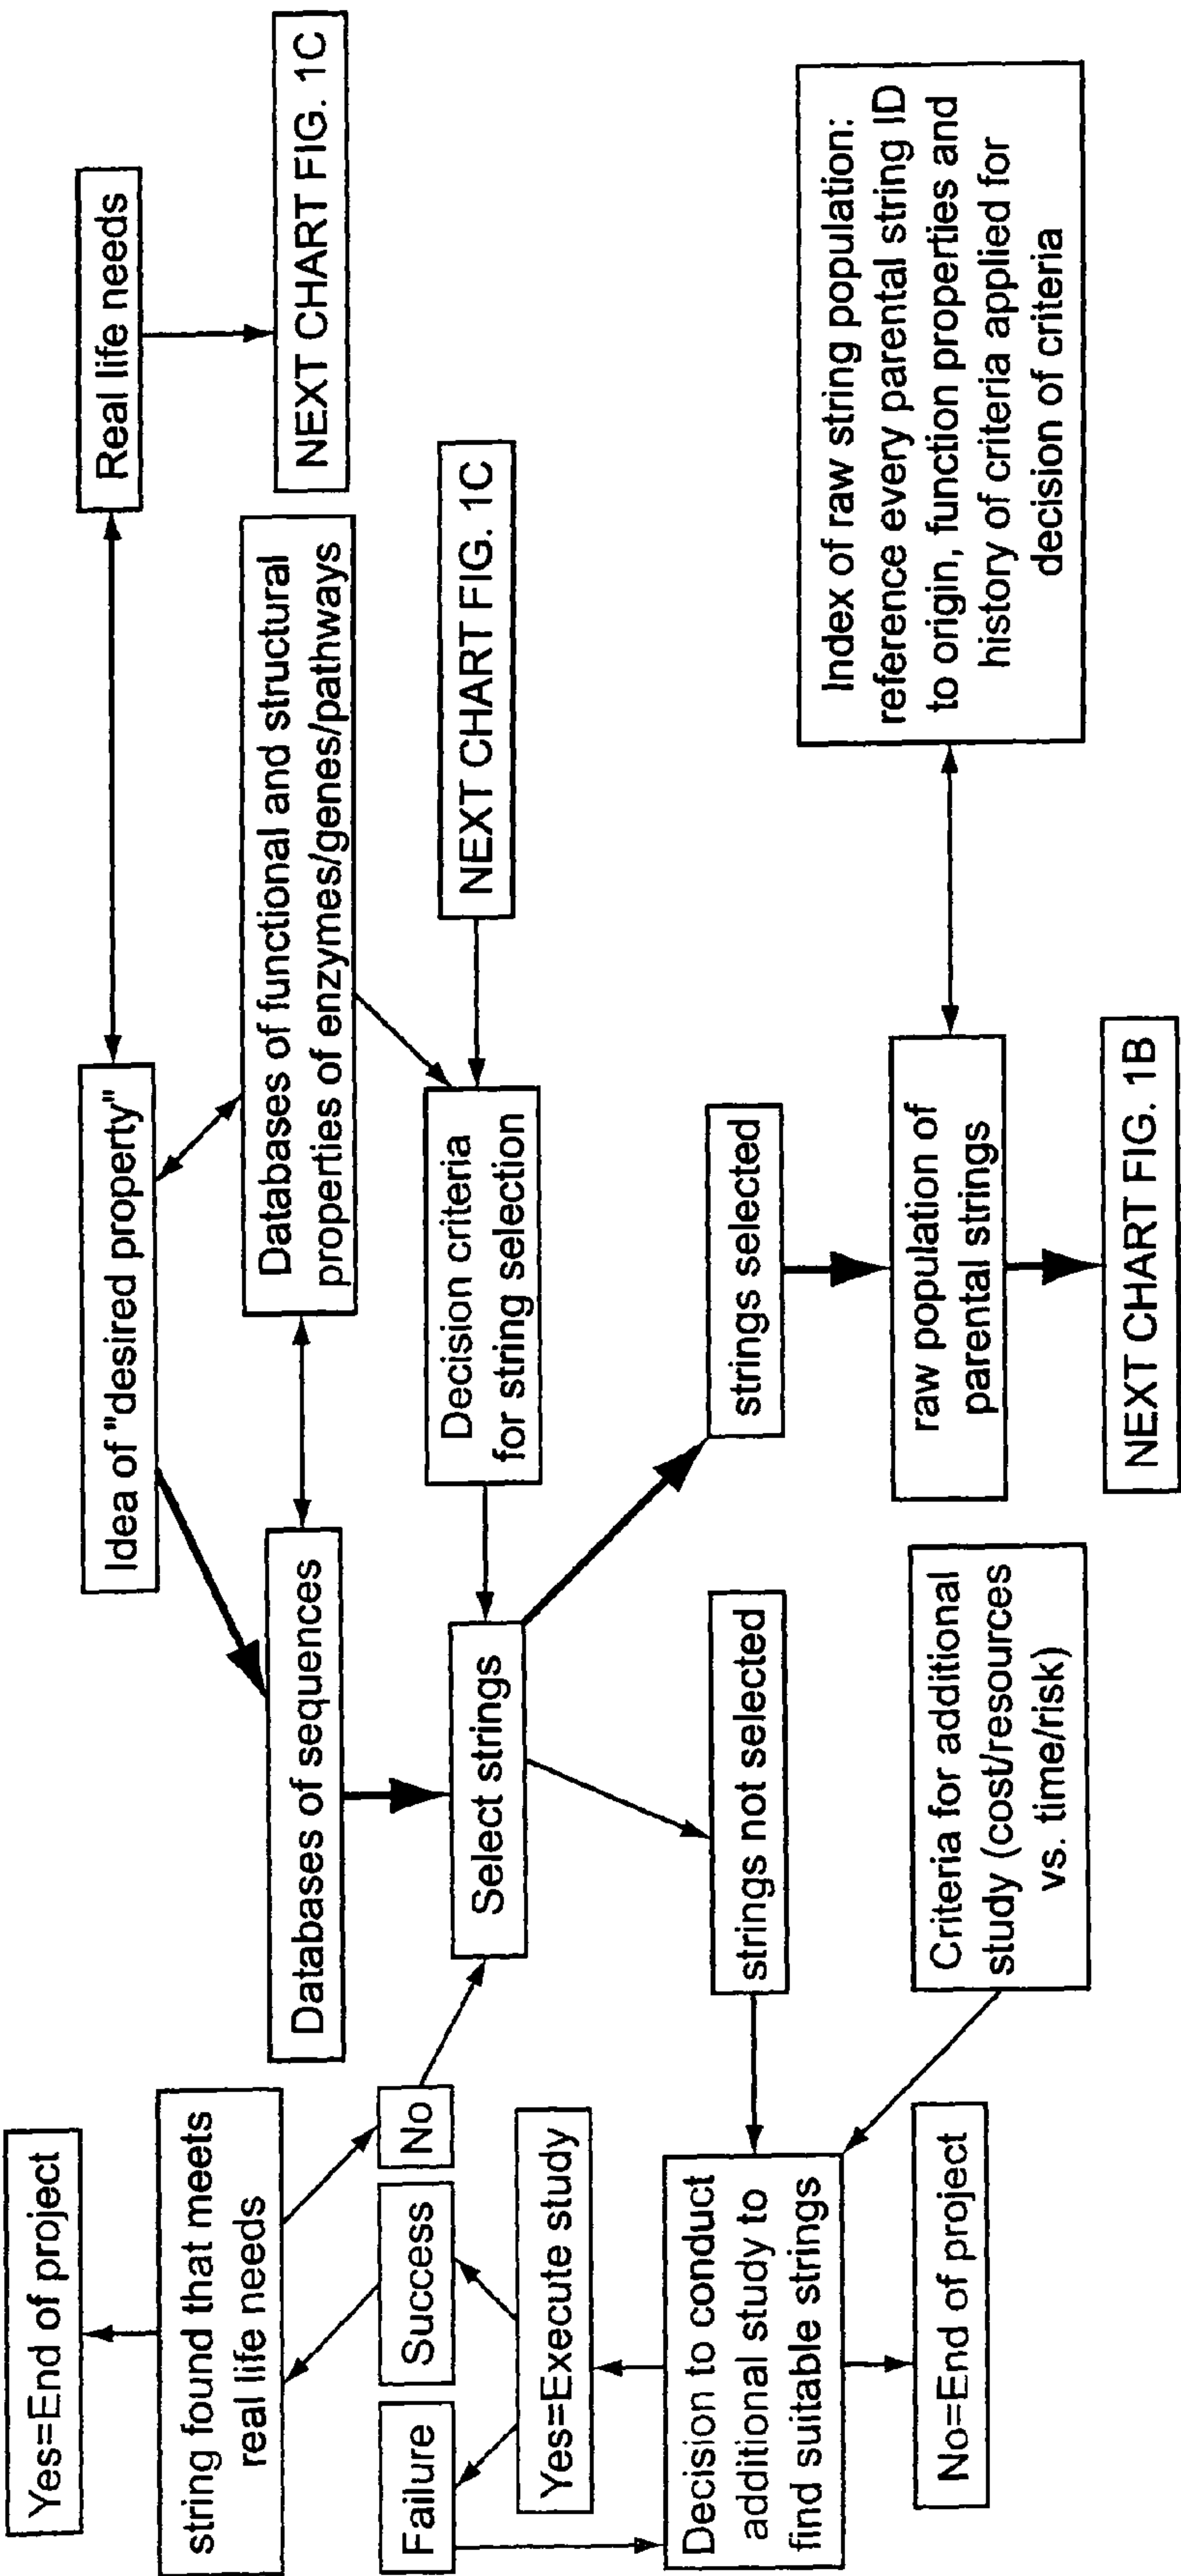 Yes=End of project
string found that meets
real life needs
Idea of "desired property"
Real life needs
Databases of sequences
Databases of functional and structural
properties of enzymes/genes/pathways
NEXT CHART FIG. 1C
Failure
Success
No
Select strings
Decision criteria
for string selection
NEXT CHART FIG. 1C
Yes=Execute study
Decision to conduct
additional study to
find suitable strings
strings not selected
strings selected
No=End of project
Criteria for additional
study (cost/resources
vs. time/risk)
raw population of
parental strings
Index of raw string population:
reference every parental string ID
to origin, function properties and
history of criteria applied for
decision of criteria
NEXT CHART FIG. 1B